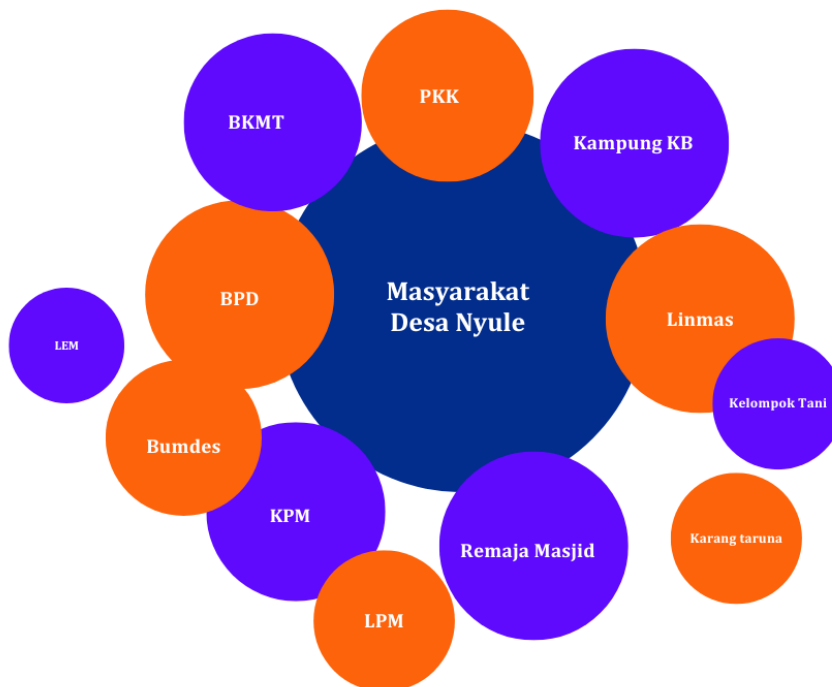 PKK
BKMT
Kampung KB
Masyarakat
Desa Nyule
BPD
Linmas
LEM
Kelompok Tani
Bumdes
KPM
Remaja Masjid
Karang taruna
LPM